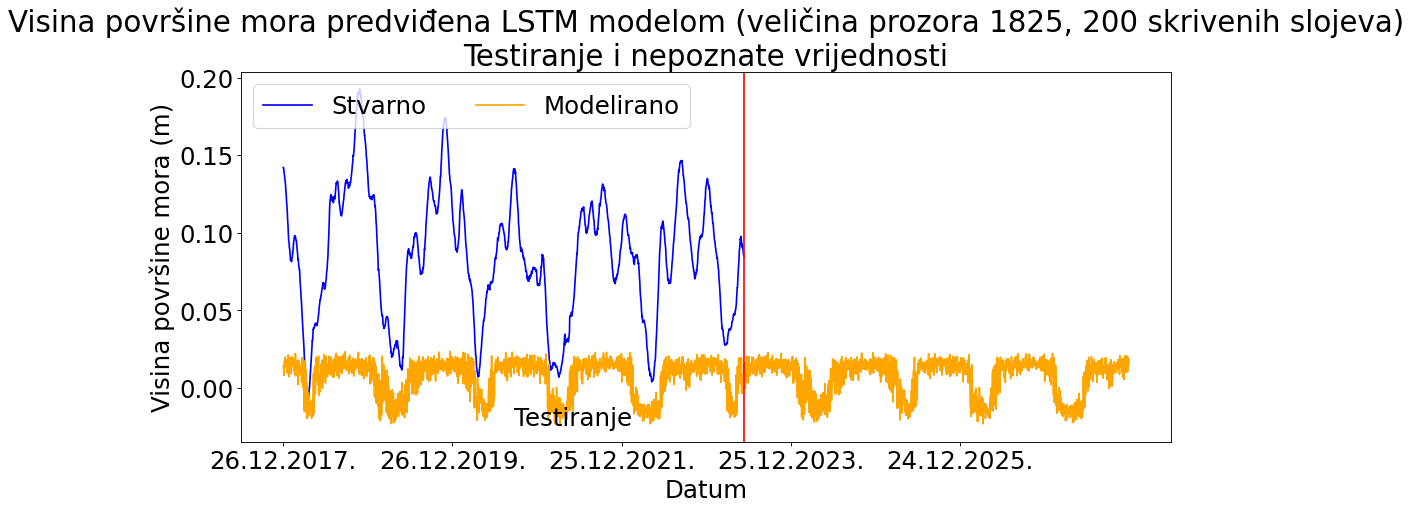 Visina površine mora predviđena LSTM modelom (veličina prozora 1825, 200 skrivenih slojeva)
Testiranje i nepoznate vrijednosti
Stvarno Modelirano
Visina površine mora (m)
0.20
0.15
0.10
0.05
0.00
Testiranje
26.12.2017. 26.12.2019. 25.12.2021. 25.12.2023. 24.12.2025.
Datum